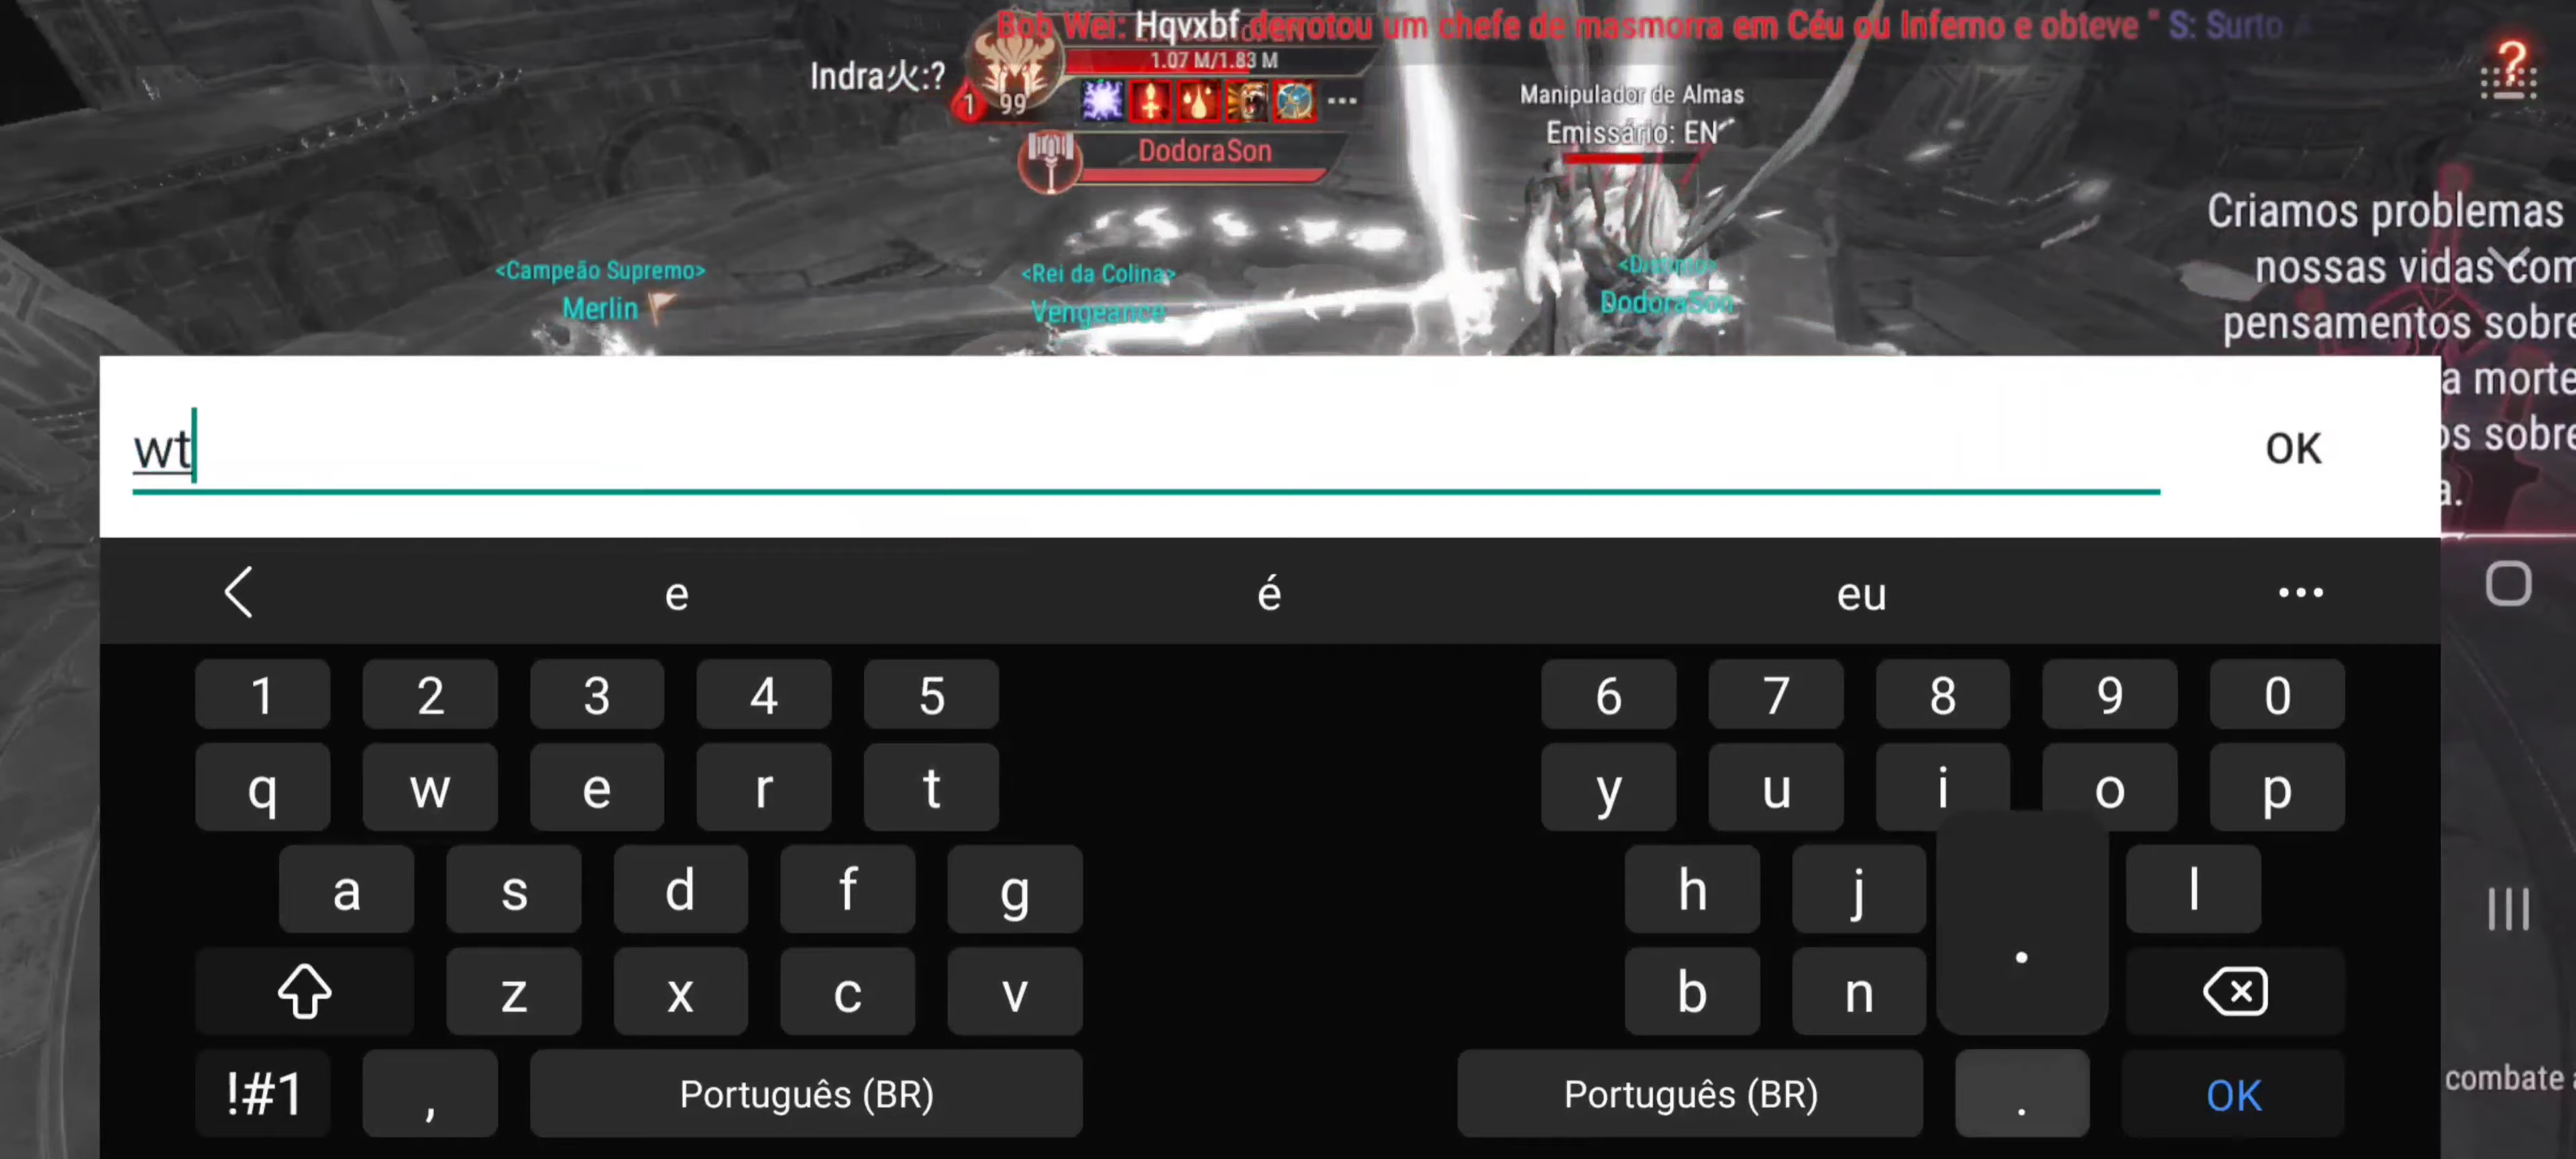 Bob Wei: Hqvxbf derrotou um chefe de masmorra em Céu ou Inferno e obteve " S: Surto
Indra火:?
1.07 M/1.83 M
1 99
...
DodoraSon
Manipulador de Almas
Emissário: EN
?
<Campeão Supremo>
Merlin
<Rei da Colina>
Vengeance
<Distinto>
DodoraSon
Criamos problemas
nossas vidas com
pensamentos sobre
a morte
os sobre
a.
wt
OK
e é eu ...
1 2 3 4 5 6 7 8 9 0
q w e r t y u i o p
a s d f g h j l
z x c v b n .
!#1 , Português (BR) Português (BR) . OK
combate